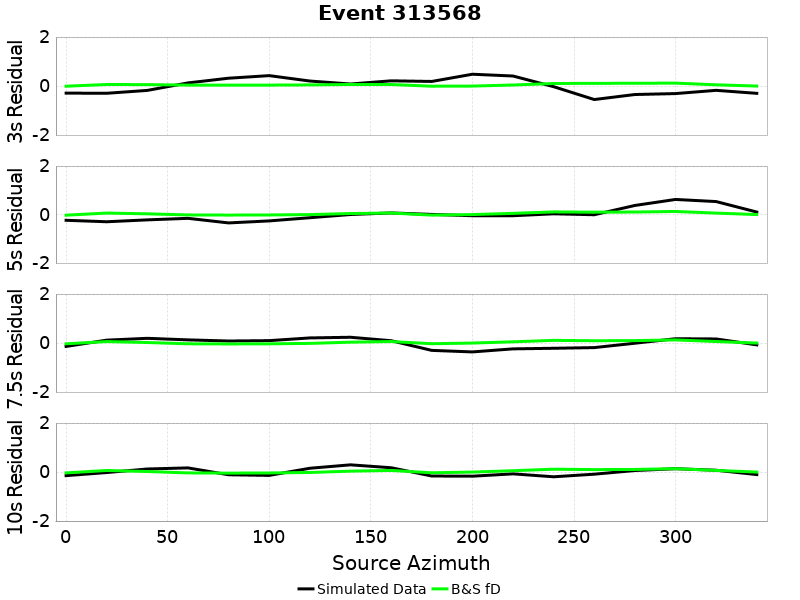 Event 313568
3s Residual
2
0
-2
5s Residual
2
0
-2
7.5s Residual
2
0
-2
10s Residual
2
0
-2
0 50 100 150 200 250 300
Source Azimuth
Simulated Data B&S fD